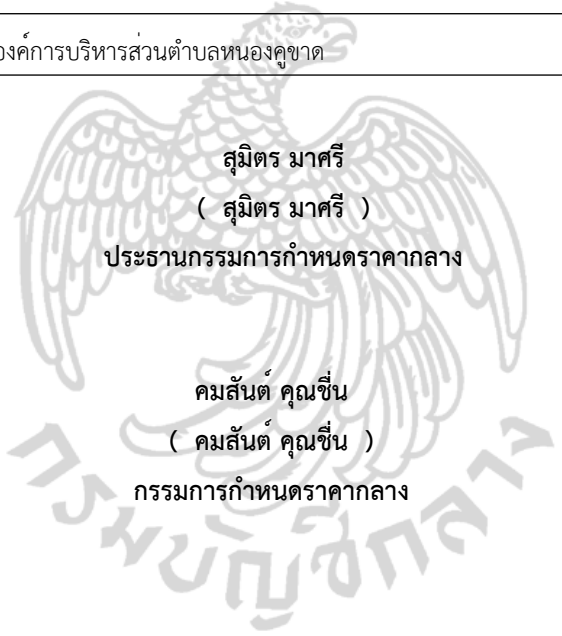 องค์การบริหารส่วนตำบลหนองคูขาด
สุมิตร มาศรี
( สุมิตร มาศรี )
ประธานกรรมการกำหนดราคากลาง
คมสันต์ คุณชื่น
( คมสันต์ คุณชื่น )
กรรมการกำหนดราคากลาง
กรมบัญชีกลาง